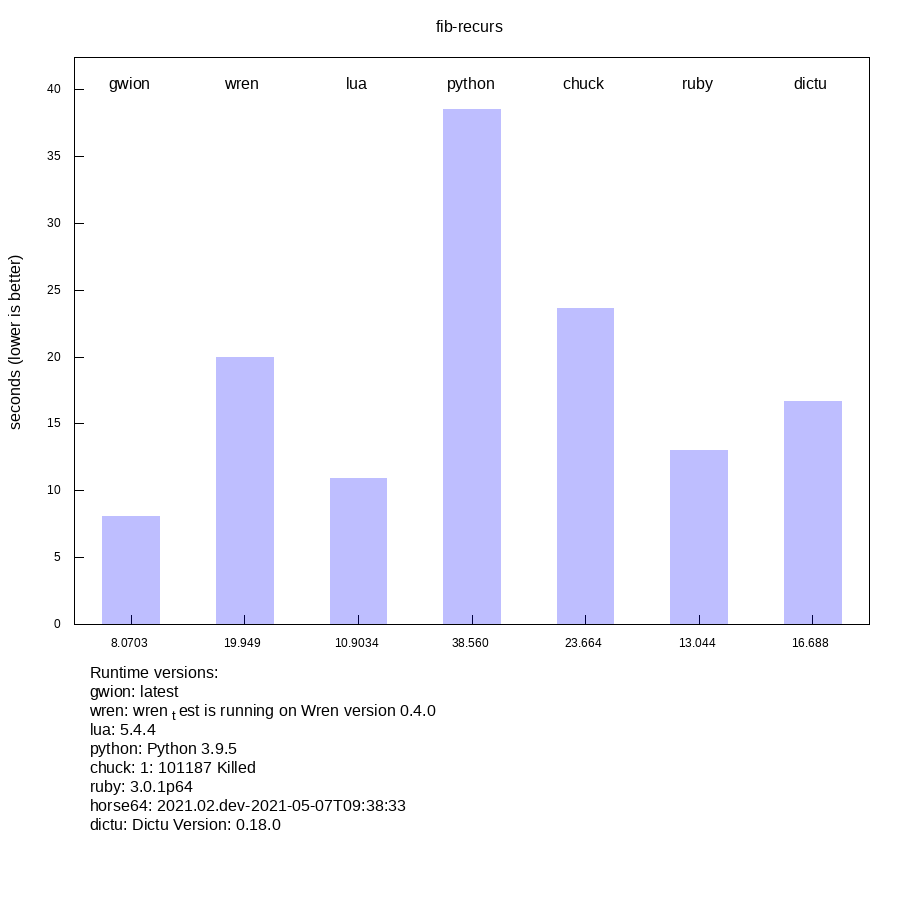 fib-recurs
gwion wren lua python chuck ruby dictu
40
35
30
25
20
15
10
5
0
seconds (lower is better)
8.0703 19.949 10.9034 38.560 23.664 13.044 16.688
Runtime versions:
gwion: latest
wren: wren t est is running on Wren version 0.4.0
lua: 5.4.4
python: Python 3.9.5
chuck: 1: 101187 Killed
ruby: 3.0.1p64
horse64: 2021.02.dev-2021-05-07T09:38:33
dictu: Dictu Version: 0.18.0